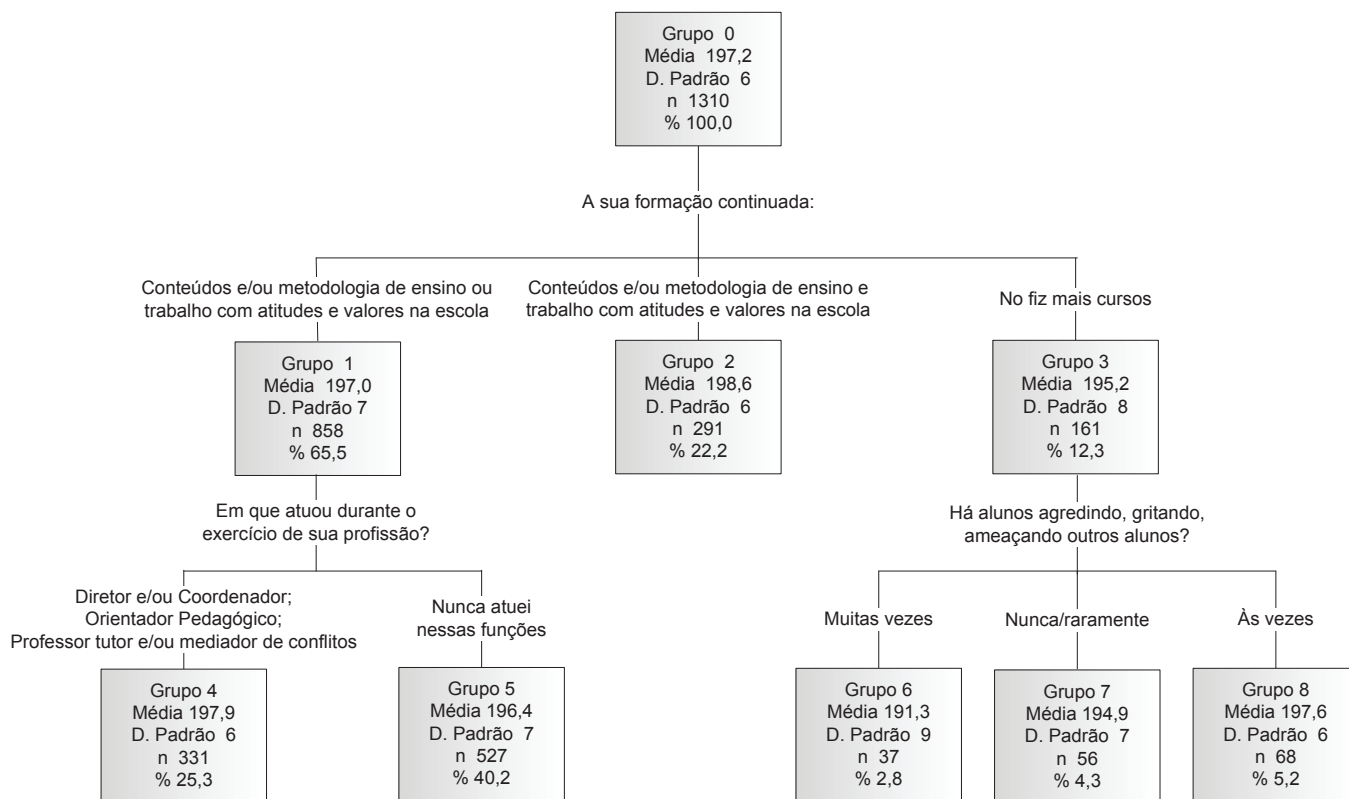 Grupo 0
Média 197,2
D. Padrão 6
n 1310
% 100,0
A sua formação continuada:
Conteúdos e/ou metodologia de ensino ou
trabalho com atitudes e valores na escola
Conteúdos e/ou metodologia de ensino e
trabalho com atitudes e valores na escola
No fiz mais cursos
Grupo 1
Média 197,0
D. Padrão 7
n 858
% 65,5
Grupo 2
Média 198,6
D. Padrão 6
n 291
% 22,2
Grupo 3
Média 195,2
D. Padrão 8
n 161
% 12,3
Em que atuou durante o
exercício de sua profissão?
Há alunos agredindo, gritando,
ameaçando outros alunos?
Diretor e/ou Coordenador;
Orientador Pedagógico;
Professor tutor e/ou mediador de conflitos
Nunca atuei
nessas funções
Muitas vezes
Nunca/raramente
Às vezes
Grupo 4
Média 197,9
D. Padrão 6
n 331
% 25,3
Grupo 5
Média 196,4
D. Padrão 7
n 527
% 40,2
Grupo 6
Média 191,3
D. Padrão 9
n 37
% 2,8
Grupo 7
Média 194,9
D. Padrão 7
n 56
% 4,3
Grupo 8
Média 197,6
D. Padrão 6
n 68
% 5,2